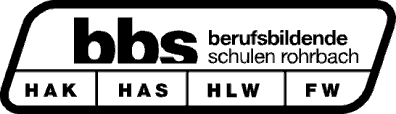 bbs berufsbildende
schulen rohrbach
HAK HAS HLW FW